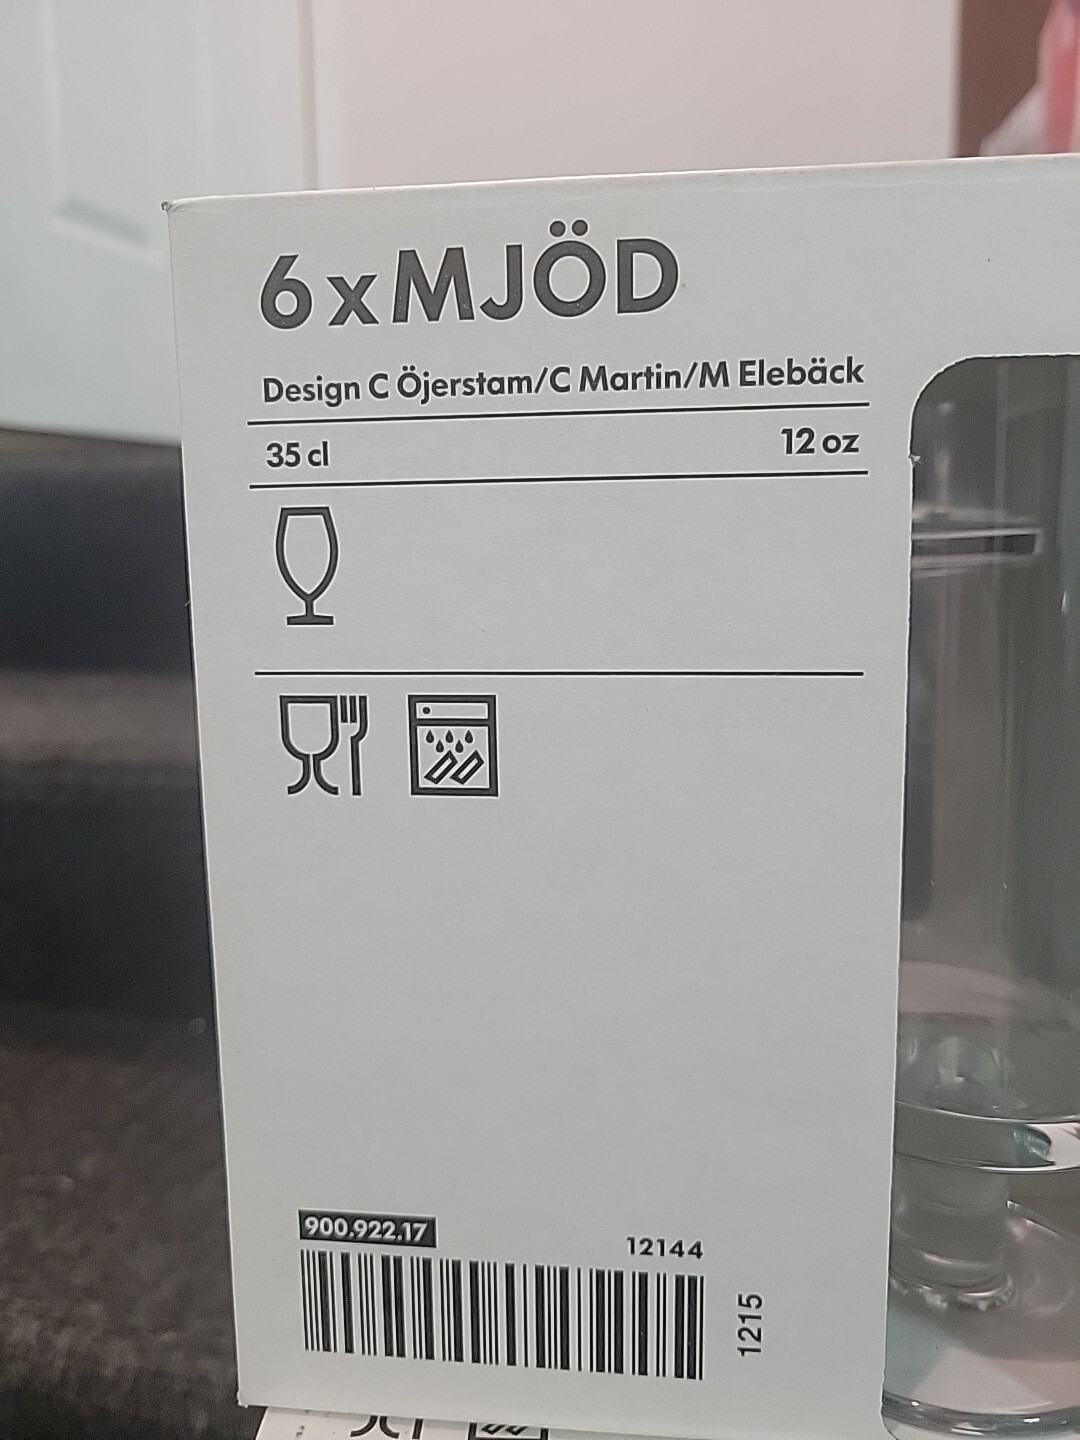 6 x MJÖD
Design C Öjerstam/C Martin/M Elebäck
35 cl 12 oz
900.922.17
12144
1215